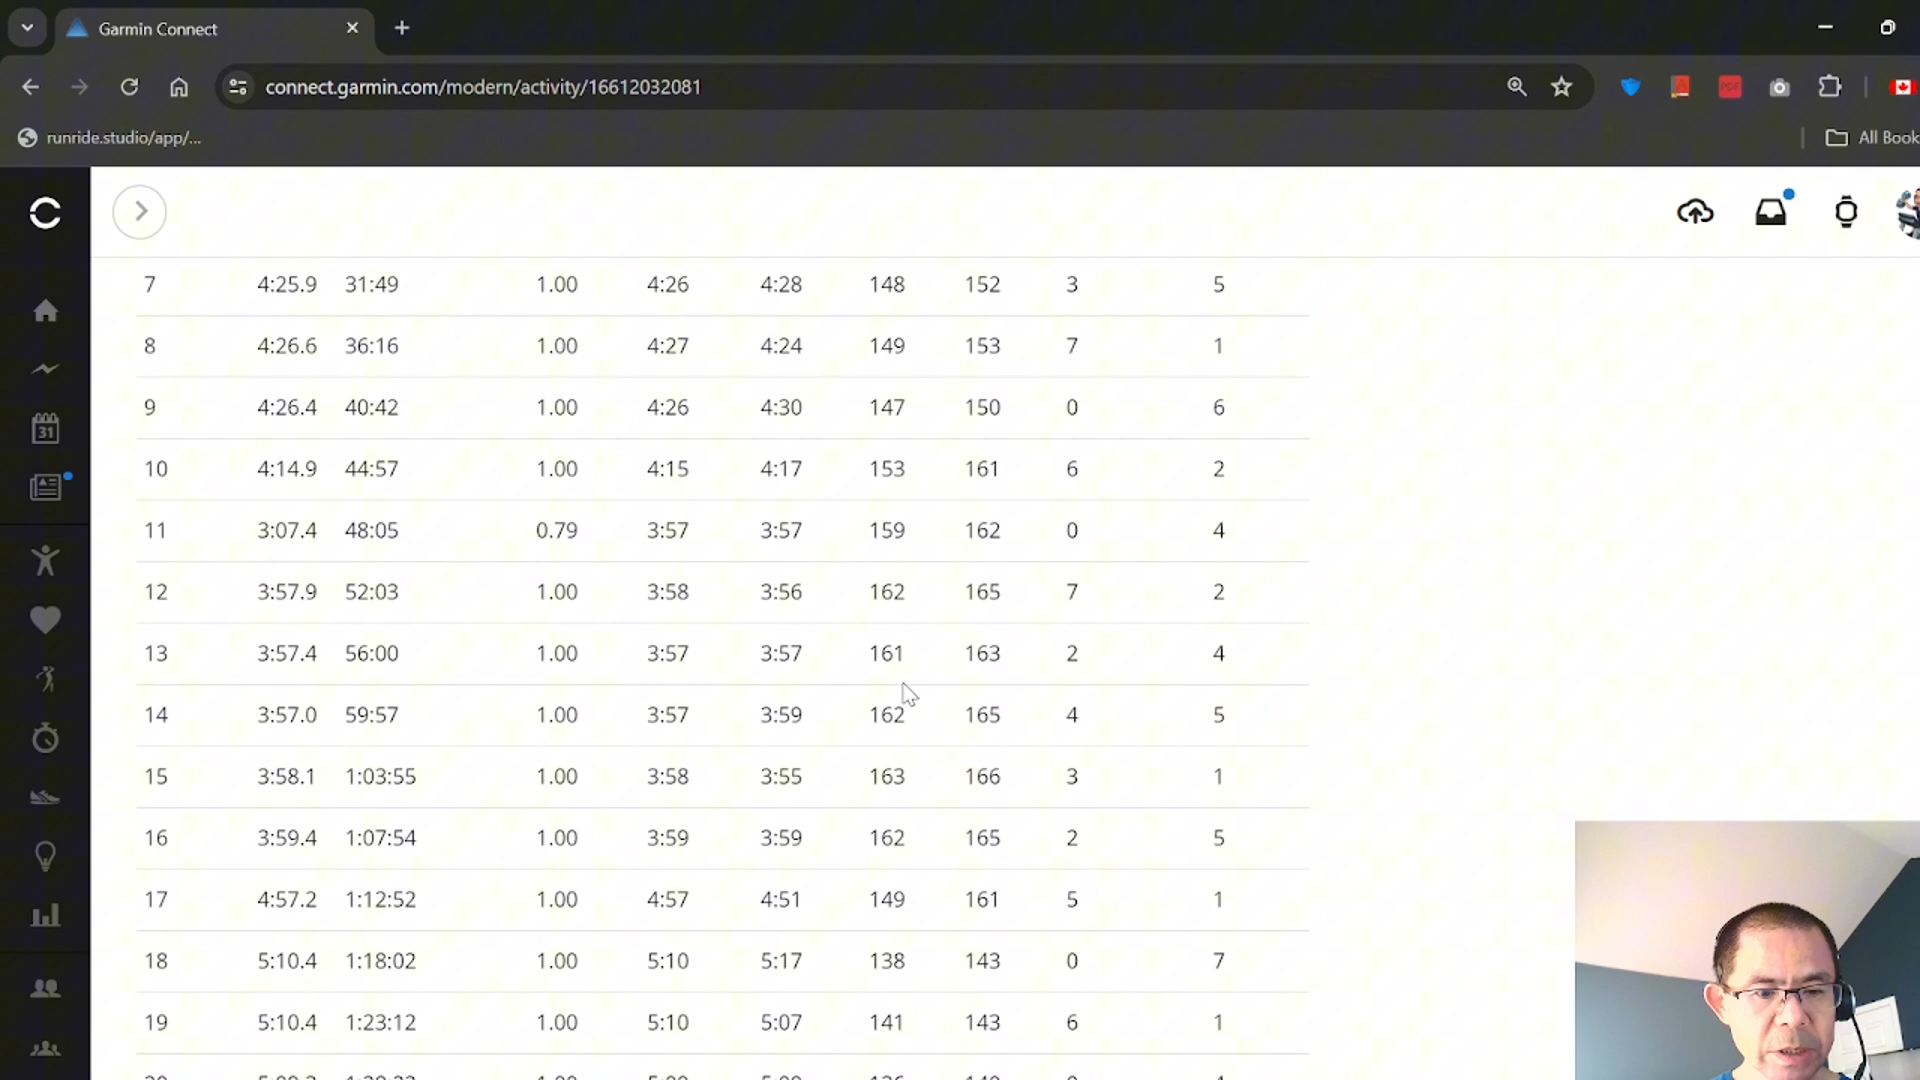 Garmin Connect
connect.garmin.com/modern/activity/16612032081
runride.studio/app/...
All Book
31
7 4:25.9 31:49 1.00 4:26 4:28 148 152 3 5
8 4:26.6 36:16 1.00 4:27 4:24 149 153 7 1
9 4:26.4 40:42 1.00 4:26 4:30 147 150 0 6
10 4:14.9 44:57 1.00 4:15 4:17 153 161 6 2
11 3:07.4 48:05 0.79 3:57 3:57 159 162 0 4
12 3:57.9 52:03 1.00 3:58 3:56 162 165 7 2
13 3:57.4 56:00 1.00 3:57 3:57 161 163 2 4
14 3:57.0 59:57 1.00 3:57 3:59 162 165 4 5
15 3:58.1 1:03:55 1.00 3:58 3:55 163 166 3 1
16 3:59.4 1:07:54 1.00 3:59 3:59 162 165 2 5
17 4:57.2 1:12:52 1.00 4:57 4:51 149 161 5 1
18 5:10.4 1:18:02 1.00 5:10 5:17 138 143 0 7
19 5:10.4 1:23:12 1.00 5:10 5:07 141 143 6 1